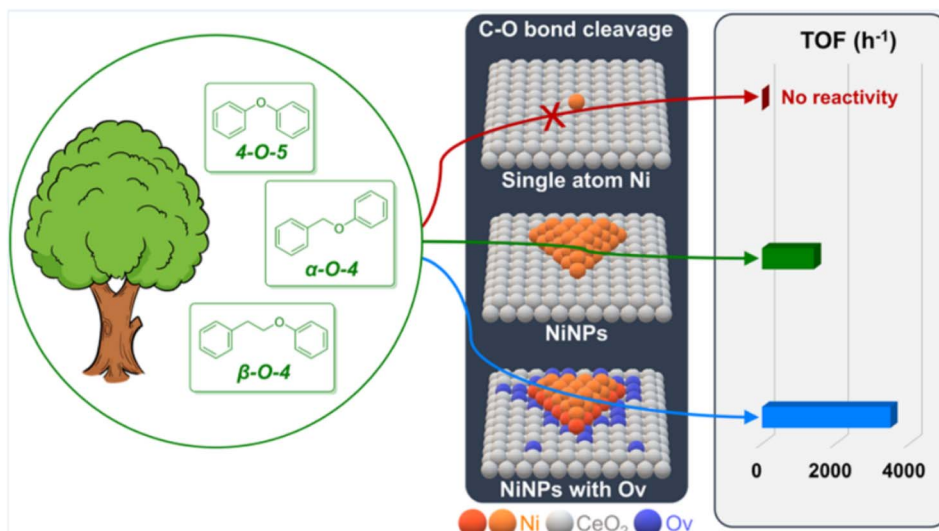 4-O-5
α-O-4
β-O-4
C-O bond cleavage
Single atom Ni
NiNPs
NiNPs with Ov
Ni CeO₂ Ov
TOF (h⁻¹)
No reactivity
0 2000 4000